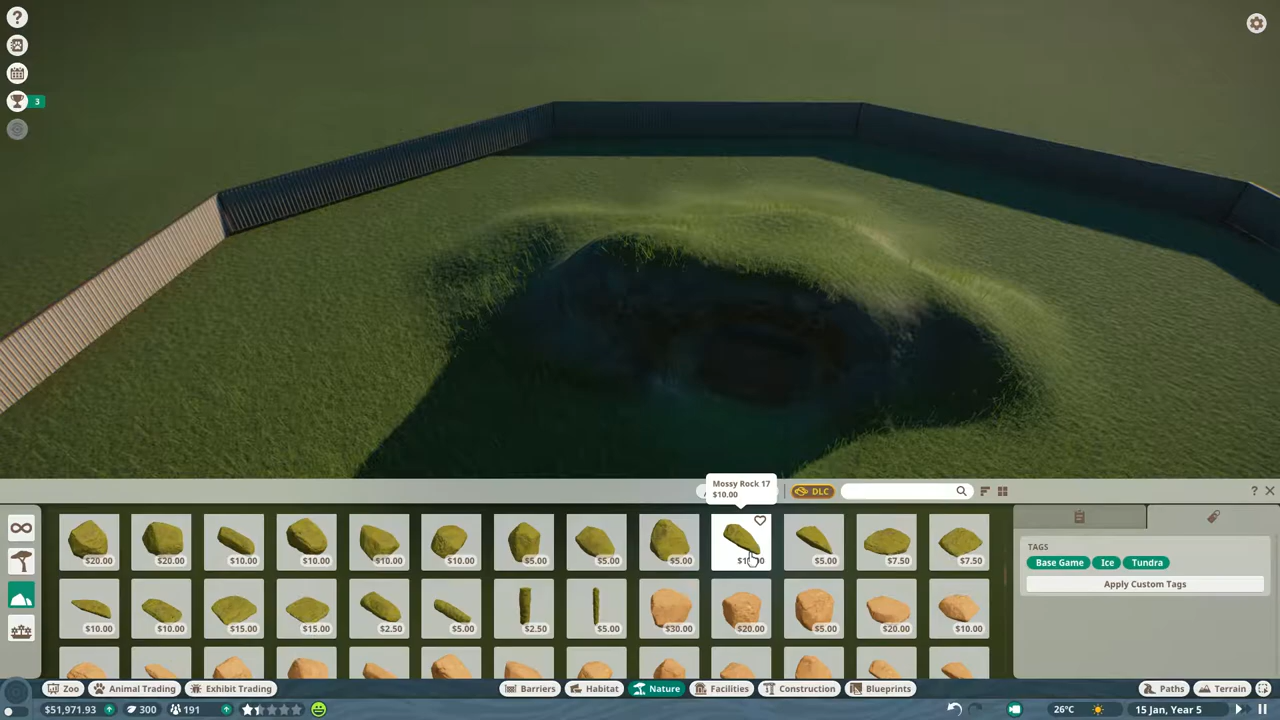 ?
3
Mossy Rock 17
$10.00
DLC
?
$20.00
$20.00
$10.00
$10.00
$10.00
$10.00
$5.00
$5.00
$5.00
$5.00
$7.50
$7.50
TAGS
Base Game
Ice
Tundra
Apply Custom Tags
$10.00
$10.00
$15.00
$15.00
$2.50
$5.00
$2.50
$5.00
$30.00
$20.00
$5.00
$20.00
$10.00
Zoo
Animal Trading
Exhibit Trading
Barriers
Habitat
Nature
Facilities
Construction
Blueprints
Paths
Terrain
$51,971.93
300
191
26°C
15 Jan, Year 5